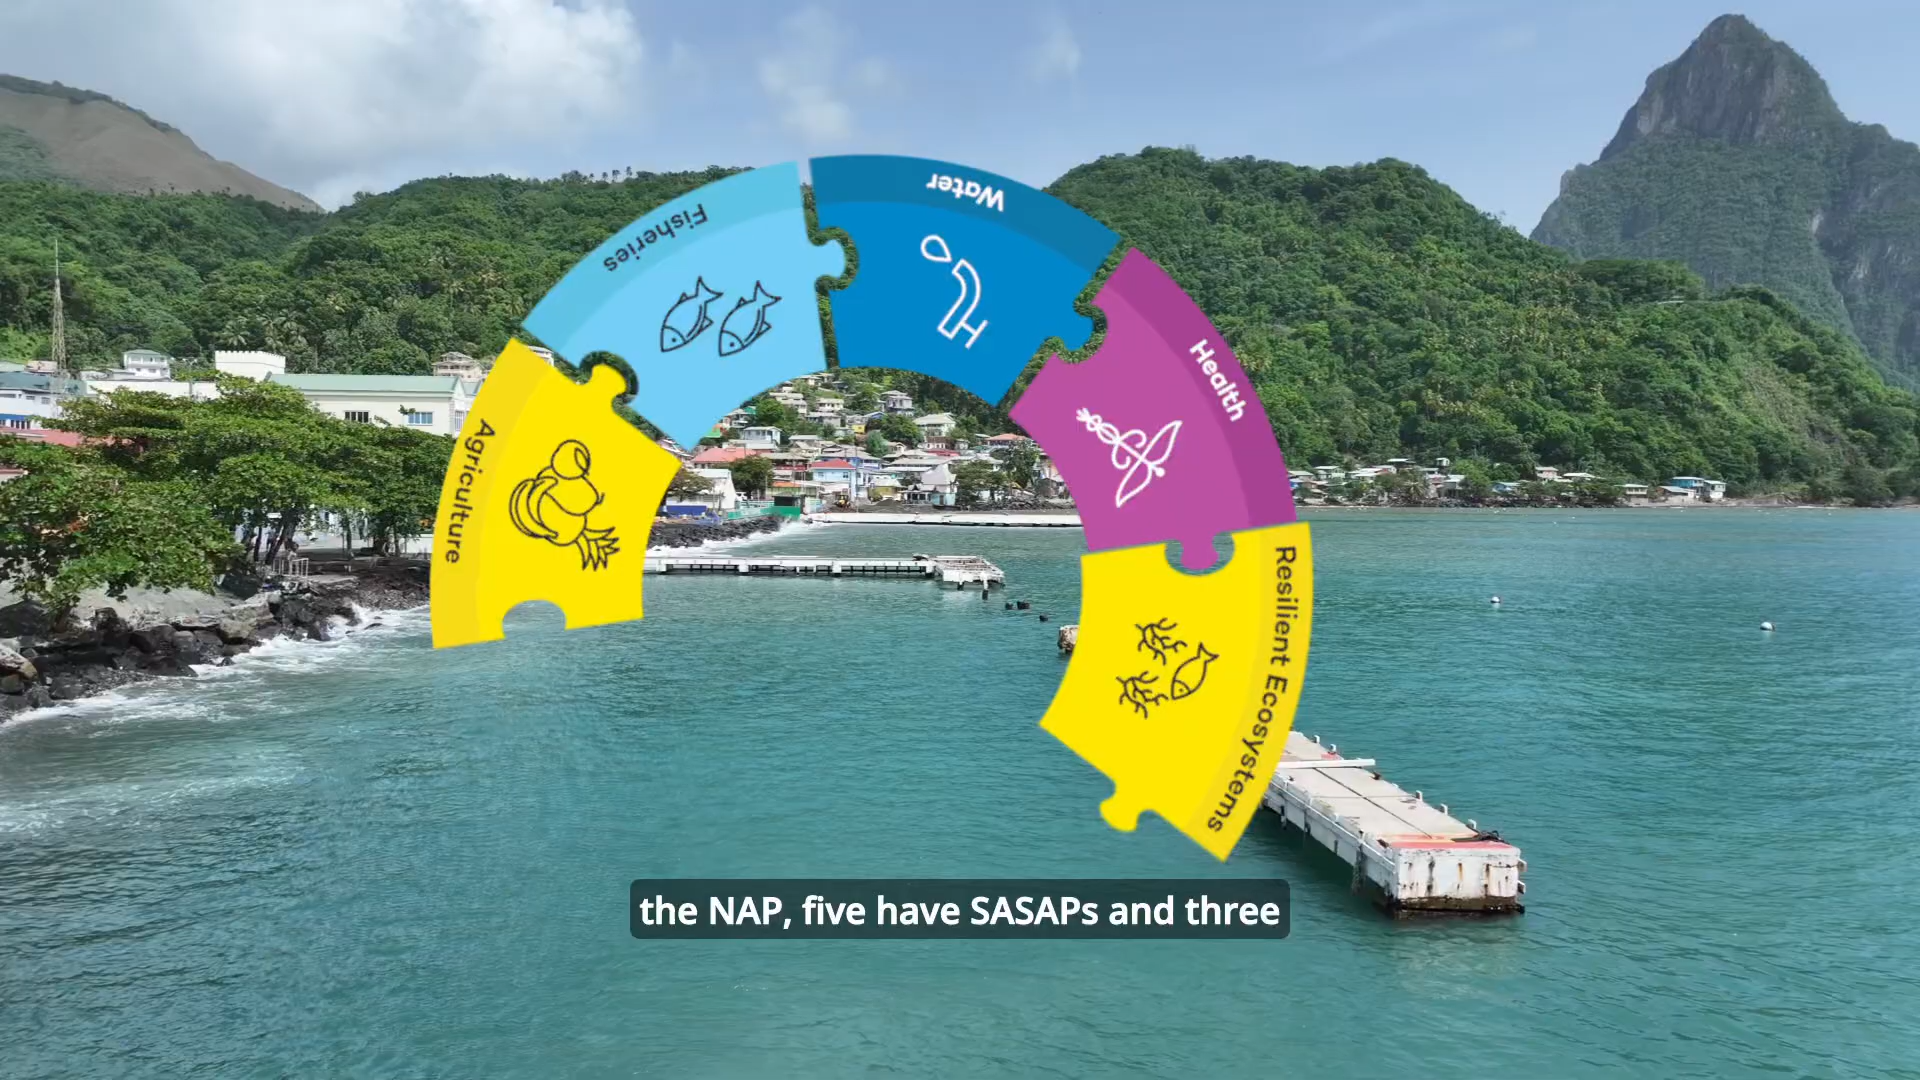 Fisheries
Water
Health
Agriculture
Resilient Ecosystems
the NAP, five have SASAPs and three